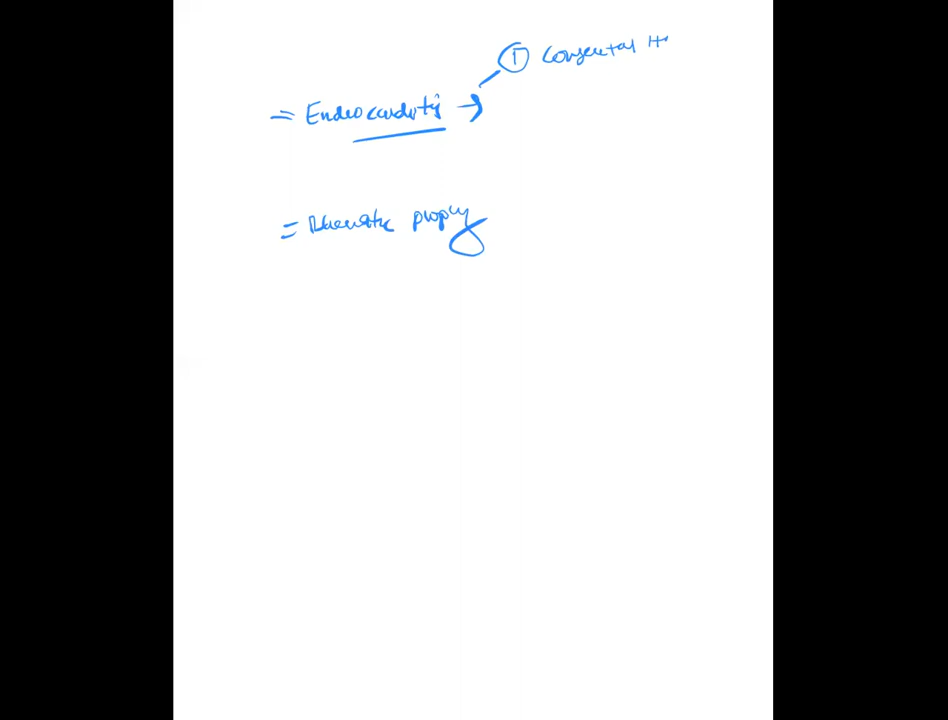 ① Congenital H
= Endocarditis →
= Rheumatic prophy